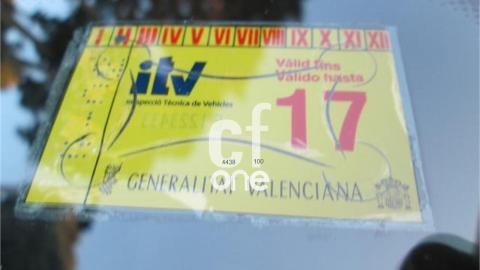 I II III IV V VI VII VIII IX X XI XII
itv
Inspecció Técnica de Vehicles
Vàlid fins
Válido hasta
17
cf
one
4438 100
GENERALITAT VALENCIANA